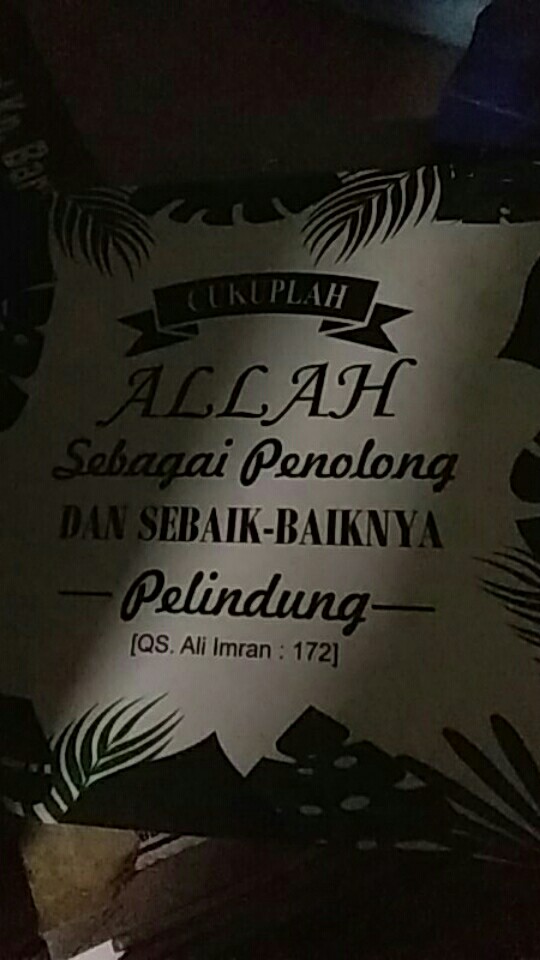 CUKUPLAH
ALLAH
Sebagai Penolong
DAN SEBAIK-BAIKNYA
Pelindung
[QS. Ali Imran : 172]